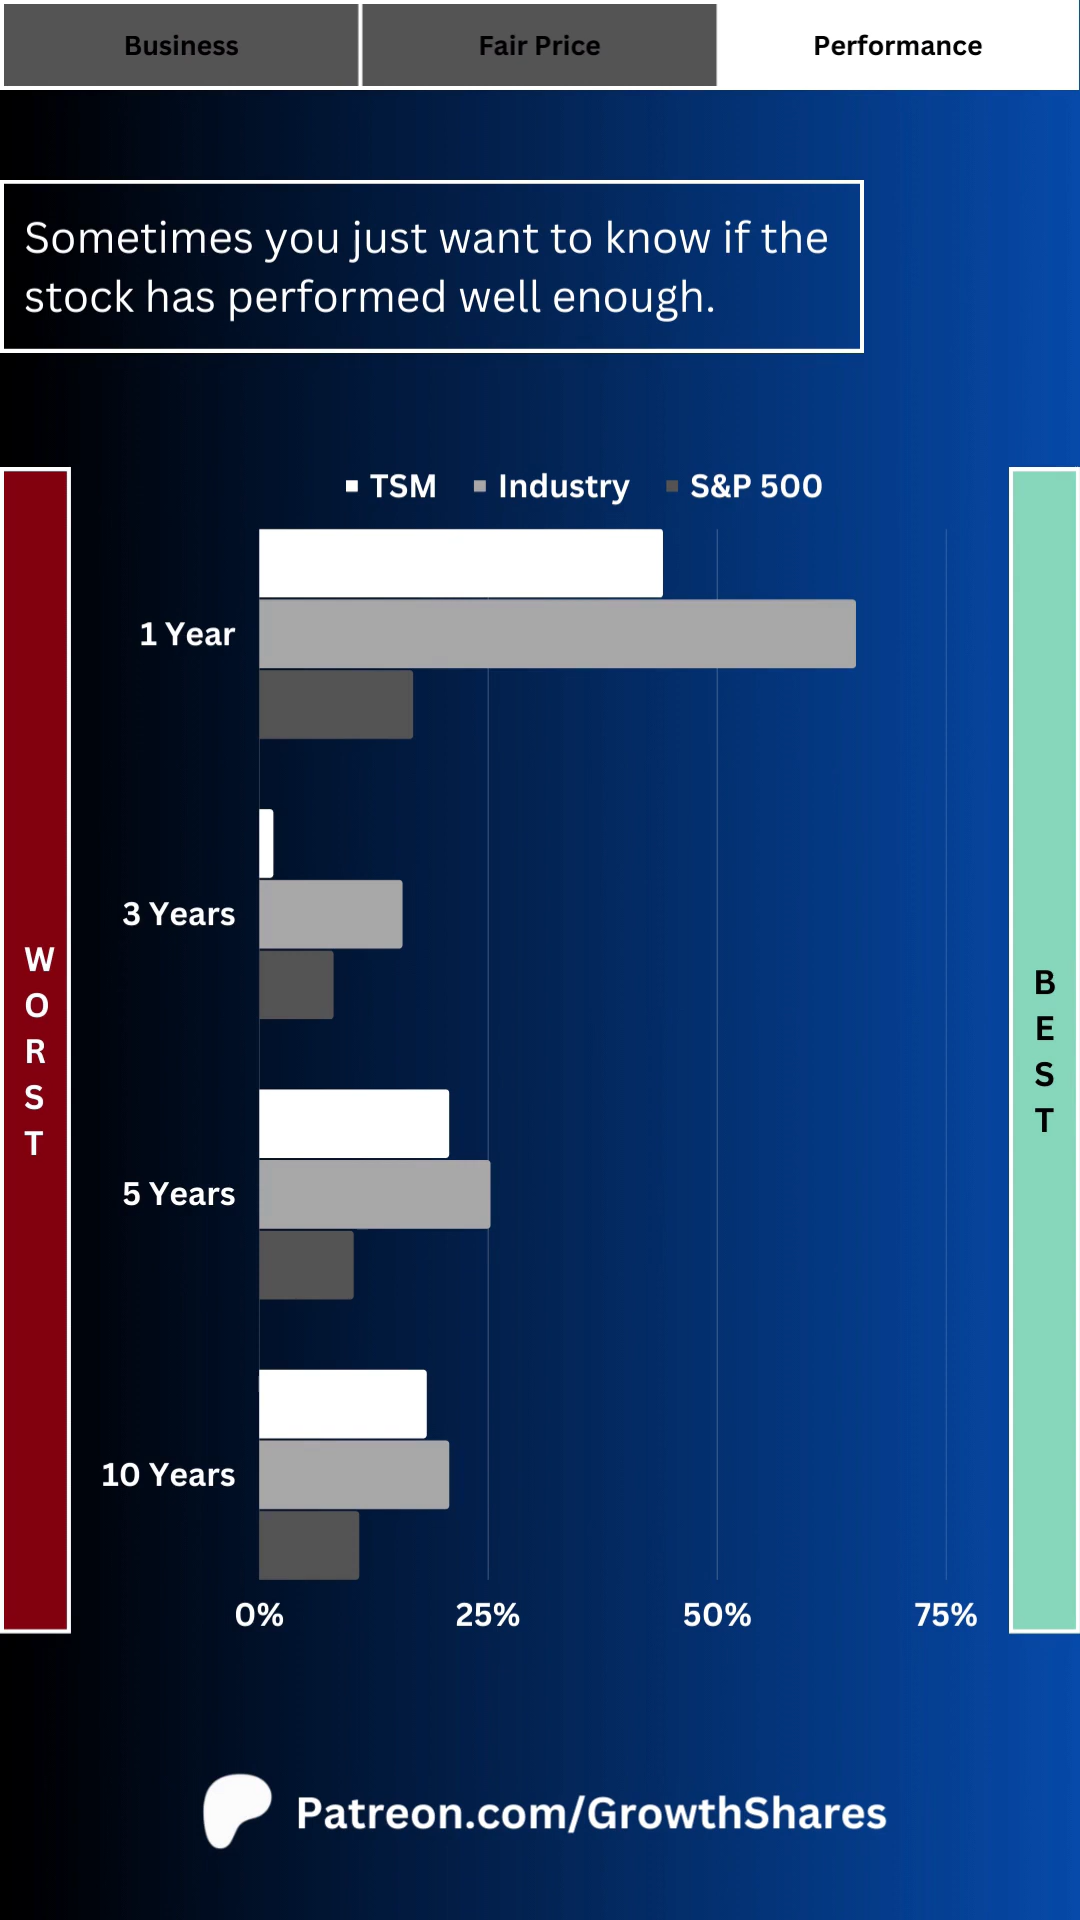 Business
Fair Price
Performance
Sometimes you just want to know if the
stock has performed well enough.
TSM
Industry
S&P 500
1 Year
3 Years
5 Years
10 Years
0%
25%
50%
75%
W
O
R
S
T
B
E
S
T
Patreon.com/GrowthShares